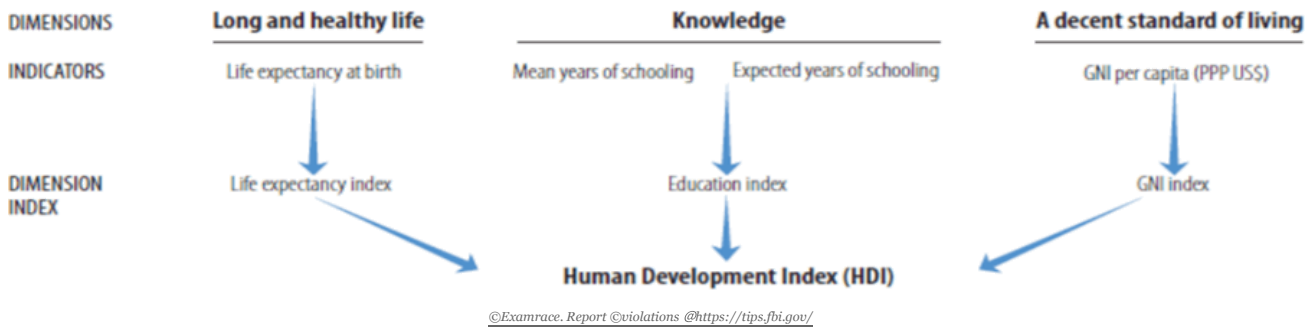 DIMENSIONS Long and healthy life Knowledge A decent standard of living
INDICATORS Life expectancy at birth Mean years of schooling Expected years of schooling GNI per capita (PPP US$)
DIMENSION Life expectancy index Education index GNI index
INDEX
Human Development Index (HDI)
©Examrace. Report ©violations @https://tips.fbi.gov/